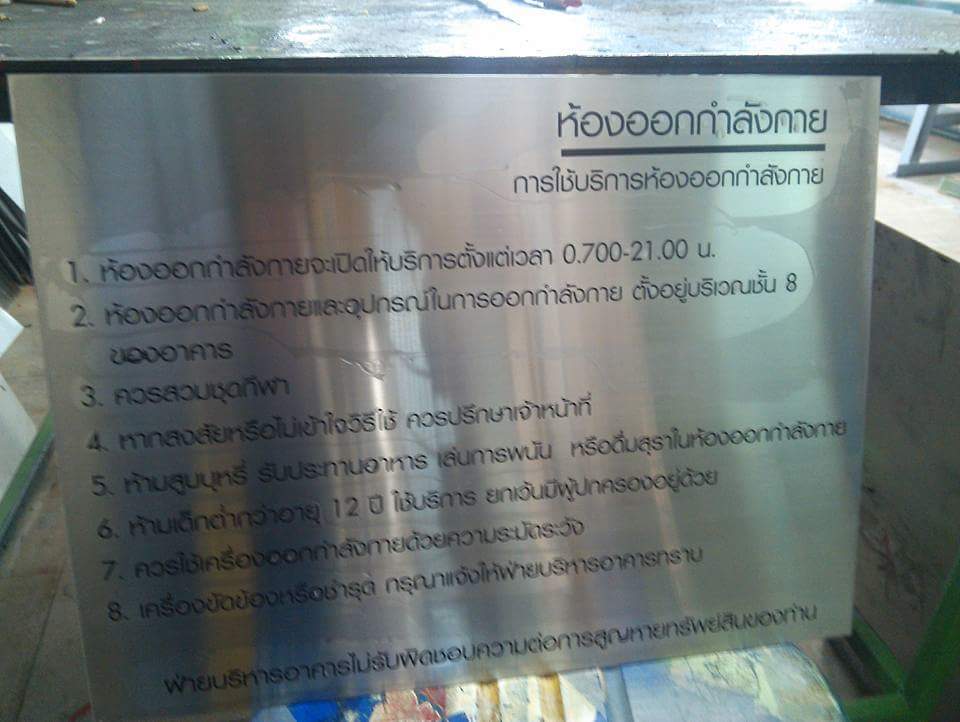 ห้องออกกำลังกาย
การใช้บริการห้องออกกำลังกาย
1. ห้องออกกำลังกายจะเปิดให้บริการตั้งแต่เวลา 0.700-21.00 น.
2. ห้องออกกำลังกายและอุปกรณ์ในการออกกำลังกาย ตั้งอยู่บริเวณชั้น 8
ของอาคาร
3. ควรสวมชุดกีฬา
4. หากสงสัยหรือไม่เข้าใจวิธีใช้ ควรปรึกษาเจ้าหน้าที่
5. ห้ามสูบบุหรี่ รับประทานอาหาร เล่นการพนัน หรือดื่มสุราในห้องออกกำลังกาย
6. ห้ามเด็กต่ำกว่าอายุ 12 ปี ใช้บริการ ยกเว้นมีผู้ปกครองอยู่ด้วย
7. ควรใช้เครื่องออกกำลังกายด้วยความระมัดระวัง
8. เครื่องขัดข้องหรือชำรุด กรุณาแจ้งให้ฝ่ายบริหารอาคารทราบ
ฝ่ายบริหารอาคารไม่รับผิดชอบความต่อการสูญหายทรัพย์สินของท่าน